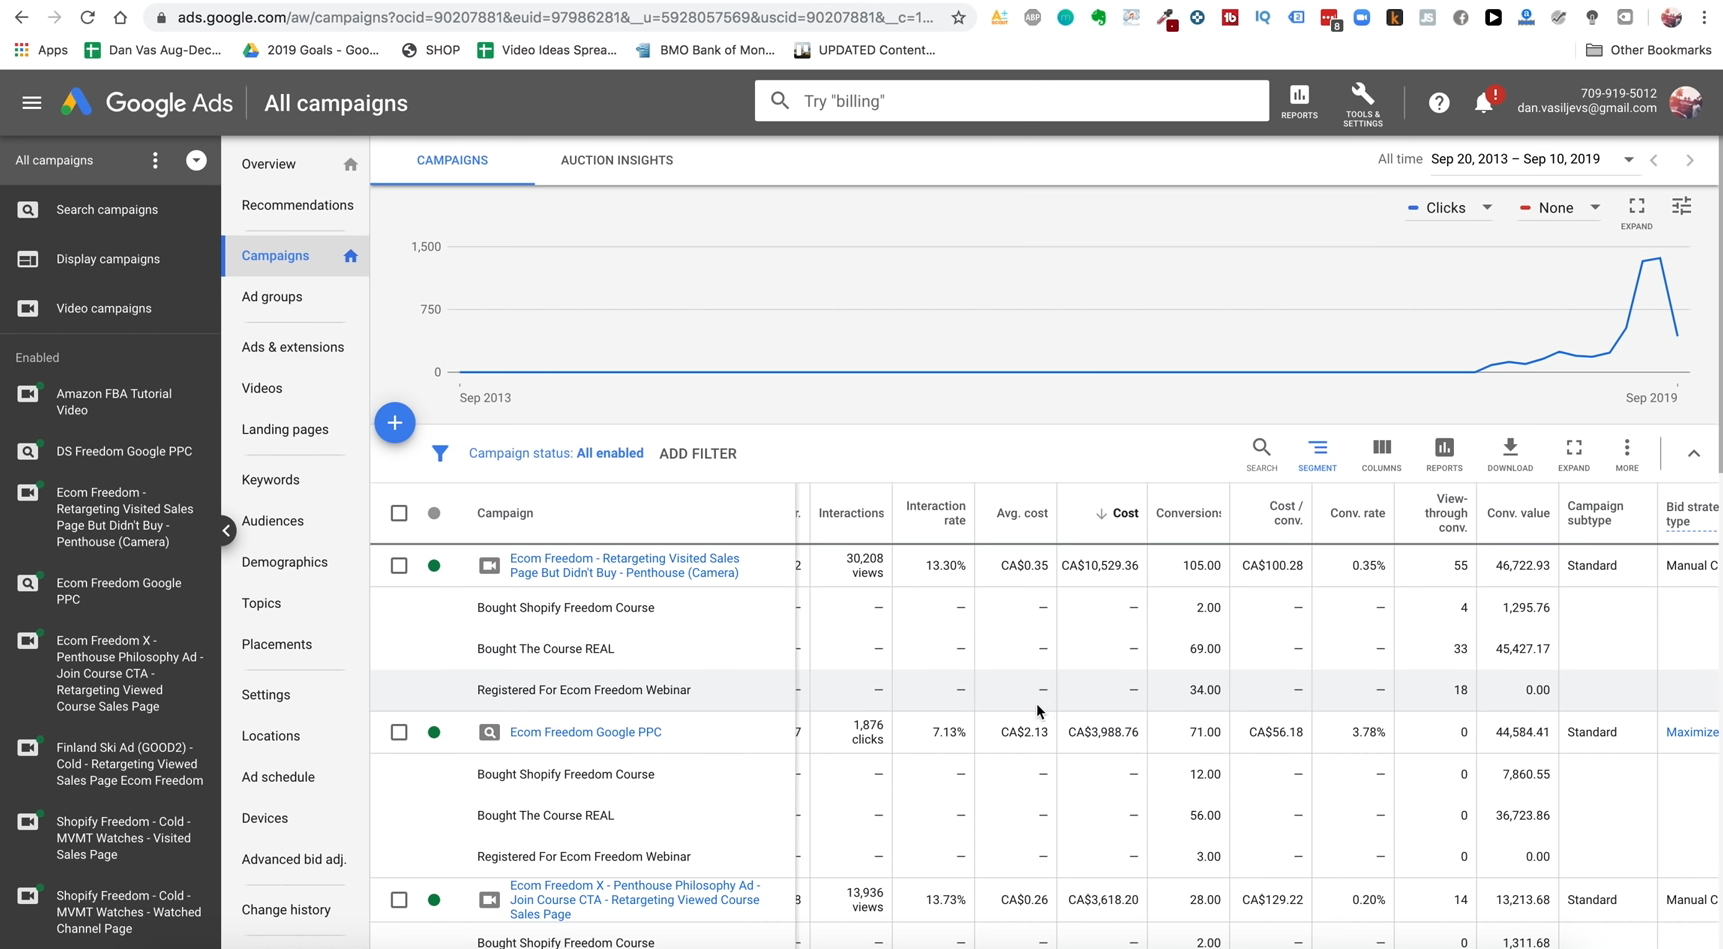 ads.google.com/aw/campaigns?ocid=90207881&euid=97986281&__u=5928057569&uscid=90207881&__c=1...
Apps
Dan Vas Aug-Dec...
2019 Goals - Goo...
SHOP
Video Ideas Sprea...
BMO Bank of Mon...
UPDATED Content...
Other Bookmarks
Google Ads
All campaigns
Try "billing"
REPORTS
TOOLS &
SETTINGS
709-919-5012
dan.vasiljevs@gmail.com
All campaigns
Search campaigns
Display campaigns
Video campaigns
Enabled
Amazon FBA Tutorial
Video
DS Freedom Google PPC
Ecom Freedom -
Retargeting Visited Sales
Page But Didn't Buy -
Penthouse (Camera)
Ecom Freedom Google
PPC
Ecom Freedom X -
Penthouse Philosophy Ad -
Join Course CTA -
Retargeting Viewed
Course Sales Page
Finland Ski Ad (GOOD2) -
Cold - Retargeting Viewed
Sales Page Ecom Freedom
Shopify Freedom - Cold -
MVMT Watches - Visited
Sales Page
Shopify Freedom - Cold -
MVMT Watches - Watched
Channel Page
Overview
Recommendations
Campaigns
Ad groups
Ads & extensions
Videos
Landing pages
Keywords
Audiences
Demographics
Topics
Placements
Settings
Locations
Ad schedule
Devices
Advanced bid adj.
Change history
CAMPAIGNS
AUCTION INSIGHTS
All time Sep 20, 2013 – Sep 10, 2019
Clicks
None
EXPAND
1,500
750
0
Sep 2013
Sep 2019
Campaign status: All enabled
ADD FILTER
SEARCH
SEGMENT
COLUMNS
REPORTS
DOWNLOAD
EXPAND
MORE
Campaign
r.
Interactions
Interaction
rate
Avg. cost
Cost
Conversions
Cost /
conv.
Conv. rate
View-
through
conv.
Conv. value
Campaign
subtype
Bid strate
type
Ecom Freedom - Retargeting Visited Sales
Page But Didn't Buy - Penthouse (Camera)
2
30,208
views
13.30%
CA$0.35
CA$10,529.36
105.00
CA$100.28
0.35%
55
46,722.93
Standard
Manual C
Bought Shopify Freedom Course
– – – – – 2.00 – – 4 1,295.76
Bought The Course REAL
– – – – – 69.00 – – 33 45,427.17
Registered For Ecom Freedom Webinar
– – – – – 34.00 – – 18 0.00
Ecom Freedom Google PPC
7
1,876
clicks
7.13%
CA$2.13
CA$3,988.76
71.00
CA$56.18
3.78%
0
44,584.41
Standard
Maximize
Bought Shopify Freedom Course
– – – – – 12.00 – – 0 7,860.55
Bought The Course REAL
– – – – – 56.00 – – 0 36,723.86
Registered For Ecom Freedom Webinar
– – – – – 3.00 – – 0 0.00
Ecom Freedom X - Penthouse Philosophy Ad -
Join Course CTA - Retargeting Viewed Course
Sales Page
8
13,936
views
13.73%
CA$0.26
CA$3,618.20
28.00
CA$129.22
0.20%
14
13,213.68
Standard
Manual C
Bought Shopify Freedom Course
– – – – – 2.00 – – 0 1,311.68